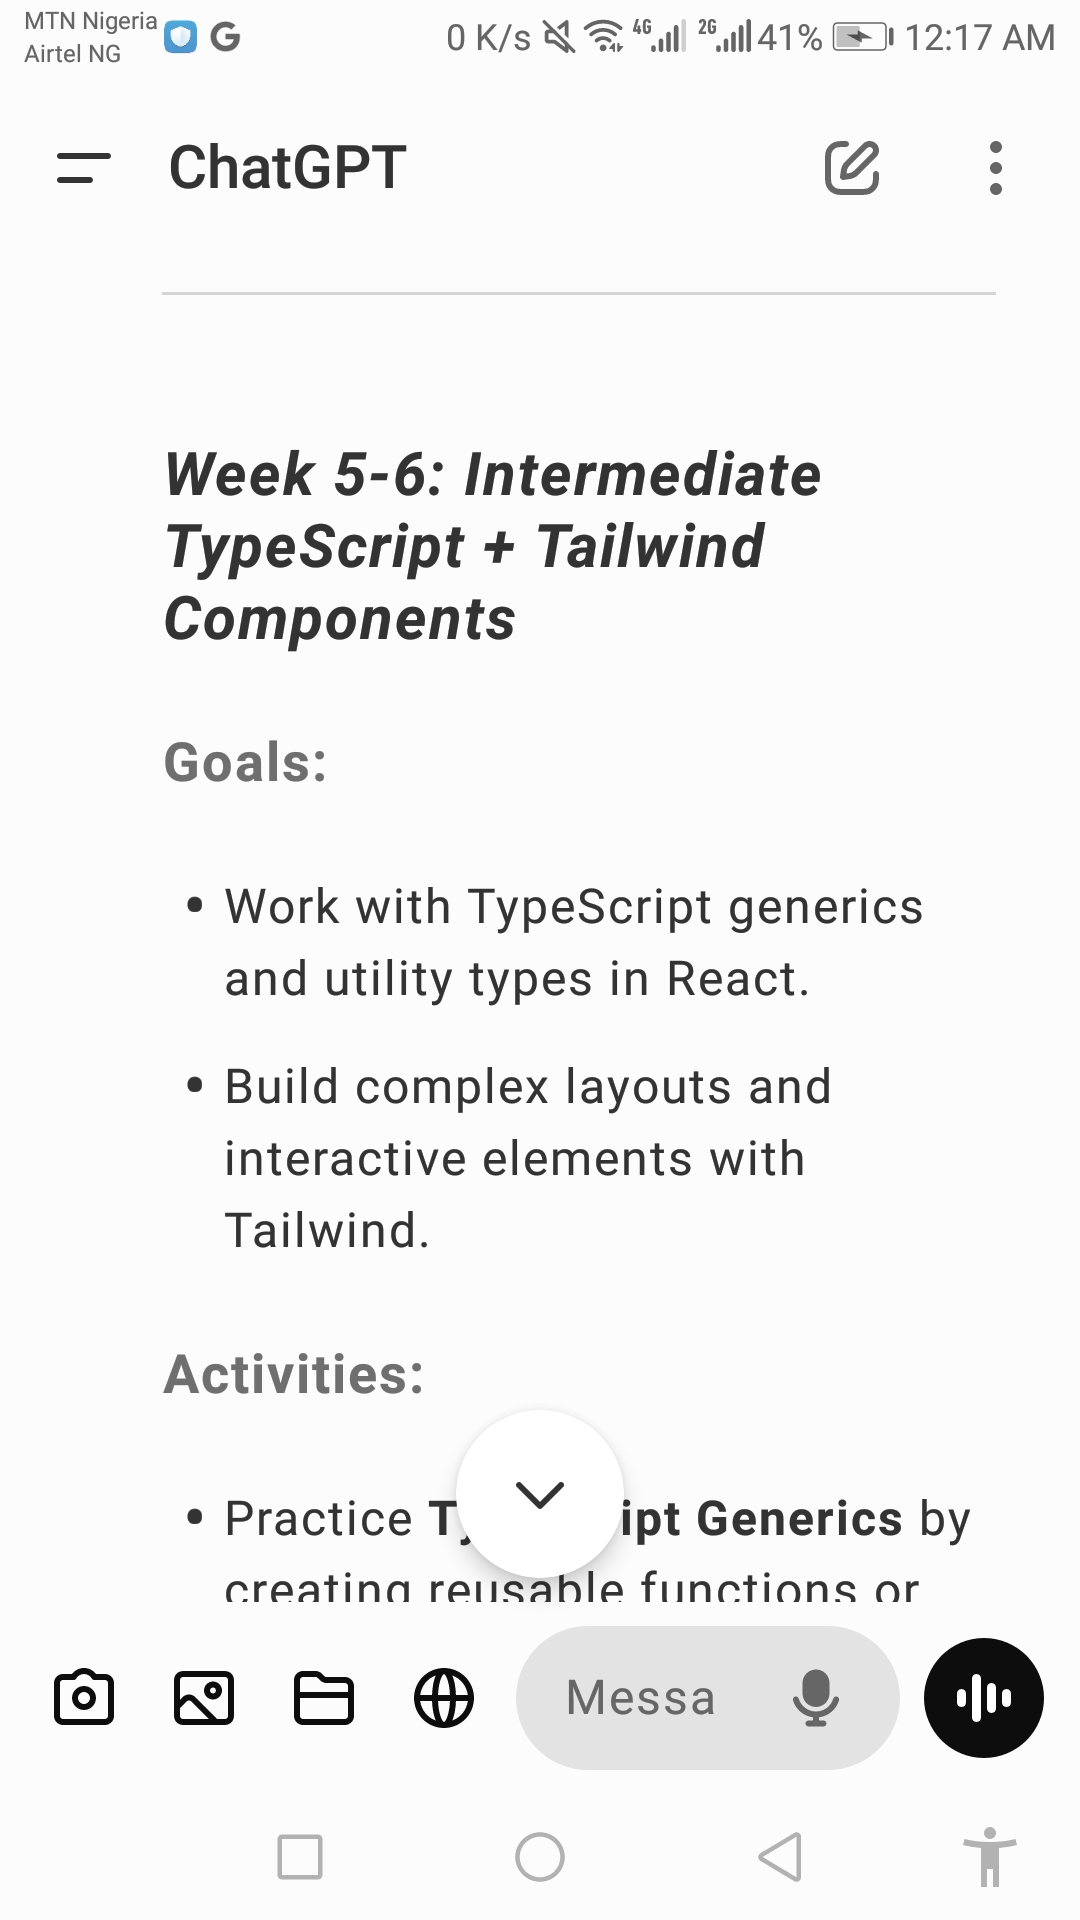 MTN Nigeria
Airtel NG
0 K/s 4G 2G 41% 12:17 AM
ChatGPT
Week 5-6: Intermediate
TypeScript + Tailwind
Components
Goals:
• Work with TypeScript generics
and utility types in React.
• Build complex layouts and
interactive elements with
Tailwind.
Activities:
• Practice Generics by
creating reusable functions or
Messa